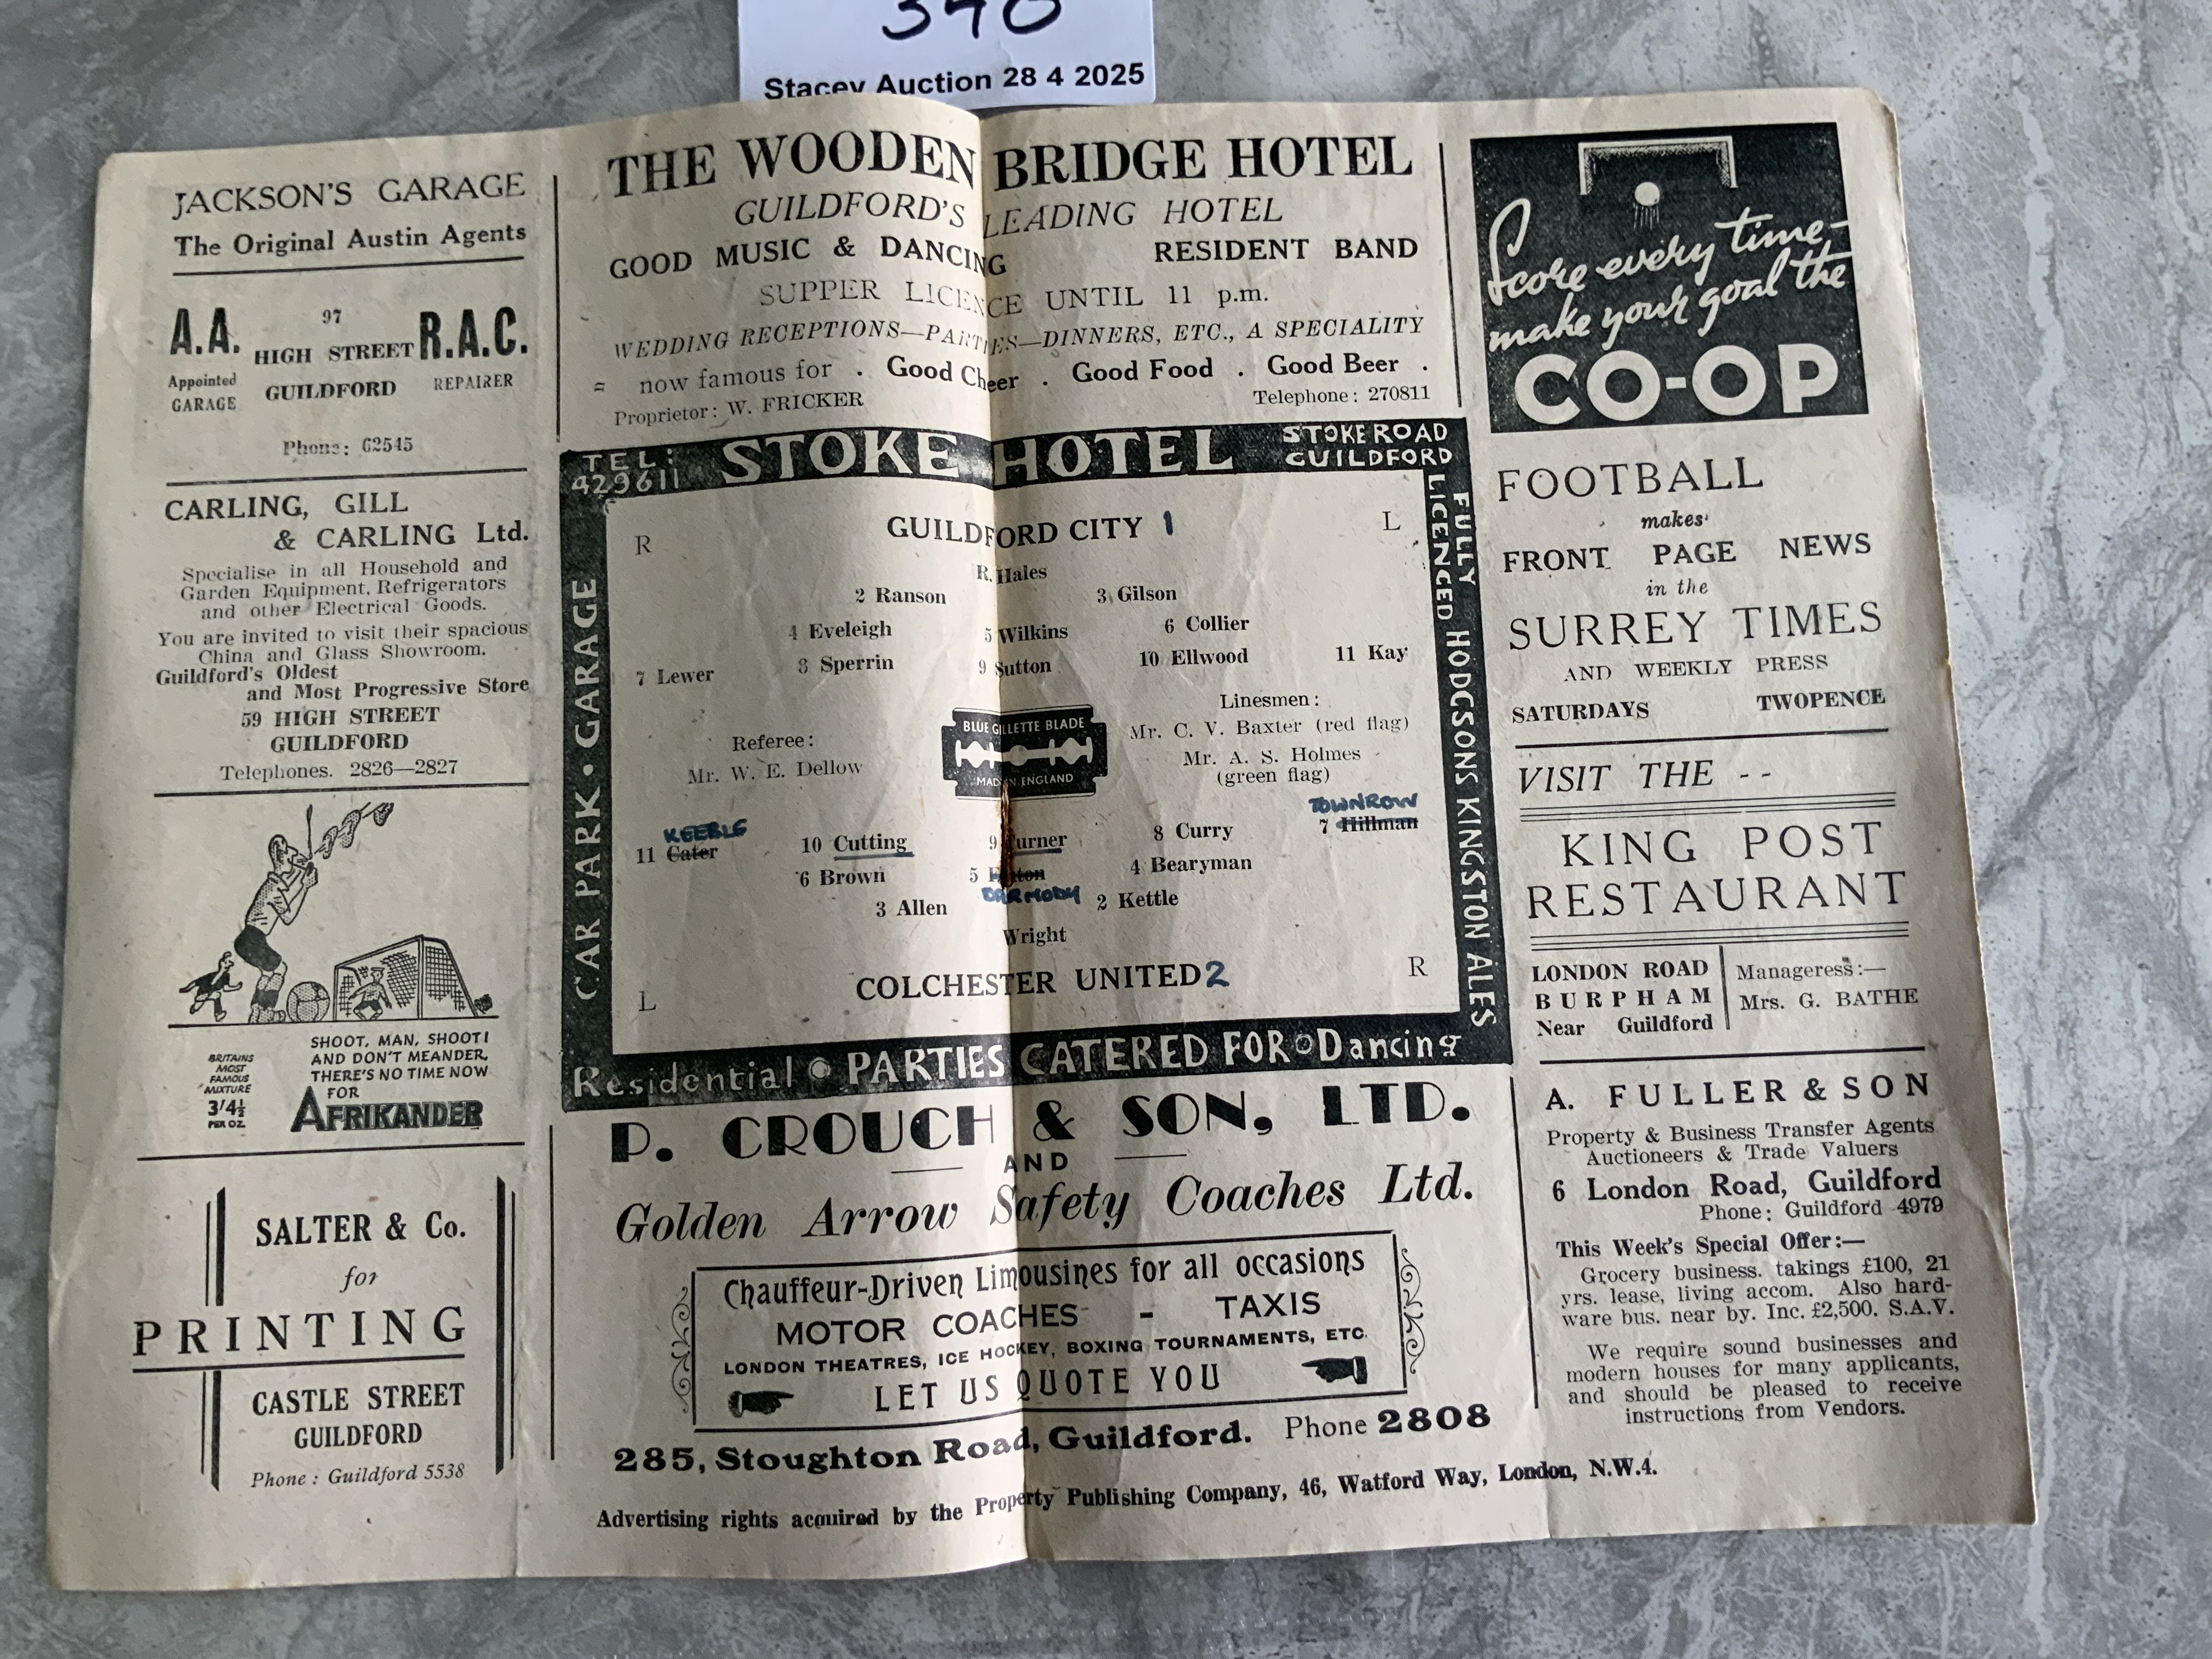 340
Stacey Auction 28 4 2025
JACKSON'S GARAGE
The Original Austin Agents
A.A. 97 R.A.C.
HIGH STREET
Appointed GUILDFORD REPAIRER
GARAGE
Phone: 62545
CARLING, GILL
& CARLING Ltd.
Specialise in all Household and
Garden Equipment, Refrigerators
and other Electrical Goods.
You are invited to visit their spacious
China and Glass Showroom.
Guildford's Oldest
and Most Progressive Store
59 HIGH STREET
GUILDFORD
Telephones. 2826—2827
SHOOT, MAN, SHOOT!
AND DON'T MEANDER,
THERE'S NO TIME NOW
FOR
AFRIKANDER
BRITAINS
MOST
FAMOUS
MIXTURE
3'4½
PER OZ.
SALTER & Co.
for
PRINTING
CASTLE STREET
GUILDFORD
Phone : Guildford 5538
THE WOODEN BRIDGE HOTEL
GUILDFORD'S LEADING HOTEL
GOOD MUSIC & DANCING RESIDENT BAND
SUPPER LICENCE UNTIL 11 p.m.
WEDDING RECEPTIONS—PARTIES—DINNERS, ETC., A SPECIALITY
= now famous for . Good Cheer . Good Food . Good Beer .
Proprietor: W. FRICKER Telephone: 270811
TEL: 429611 STOKE HOTEL STOKE ROAD GUILDFORD
CAR PARK • GARAGE
FULLY LICENCED HODGSONS KINGSTON ALES
GUILDFORD CITY 1
R L
R. Hales
2 Ranson 3 Gilson
4 Eveleigh 5 Wilkins 6 Collier
7 Lewer 8 Sperrin 9 Sutton 10 Ellwood 11 Kay
Linesmen:
Mr. C. V. Baxter (red flag)
Mr. A. S. Holmes
(green flag)
Referee:
Mr. W. E. Dellow
BLUE GILLETTE BLADE
MADE IN ENGLAND
KEEBLE TOWNROW
11 Cater 10 Cutting 9 Turner 8 Curry 7 Hillman
6 Brown 5 4 Bearyman
DARMODY
3 Allen 2 Kettle
Wright
COLCHESTER UNITED 2
L R
Residential PARTIES CATERED FOR Dancing
P. CROUCH & SON, LTD.
AND
Golden Arrow Safety Coaches Ltd.
Chauffeur-Driven Limousines for all occasions
MOTOR COACHES - TAXIS
LONDON THEATRES, ICE HOCKEY, BOXING TOURNAMENTS, ETC.
LET US QUOTE YOU
285, Stoughton Road, Guildford. Phone 2808
Advertising rights acquired by the Property Publishing Company, 46, Watford Way, London, N.W.4.
Score every time-
make your goal the
CO-OP
FOOTBALL
makes
FRONT PAGE NEWS
in the
SURREY TIMES
AND WEEKLY PRESS
SATURDAYS TWOPENCE
VISIT THE --
KING POST
RESTAURANT
LONDON ROAD
BURPHAM
Near Guildford
Manageress:—
Mrs. G. BATHE
A. FULLER & SON
Property & Business Transfer Agents
Auctioneers & Trade Valuers
6 London Road, Guildford
Phone: Guildford 4979
This Week's Special Offer:—
Grocery business. takings £100, 21
yrs. lease, living accom. Also hard-
ware bus. near by. Inc. £2,500. S.A.V.
We require sound businesses and
modern houses for many applicants,
and should be pleased to receive
instructions from Vendors.